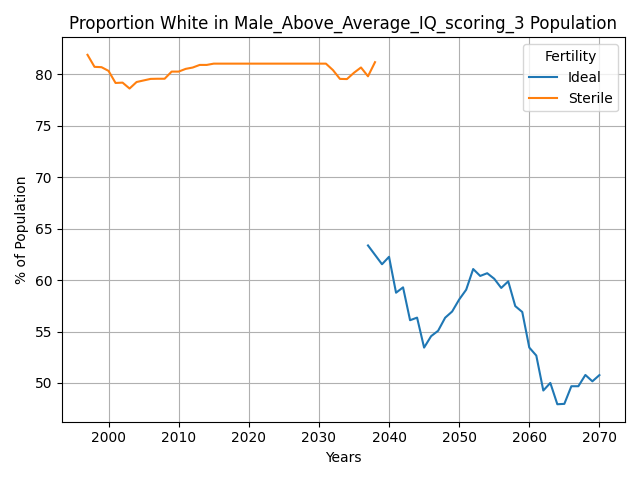 Proportion White in Male_Above_Average_IQ_scoring_3 Population
Fertility
Ideal
Sterile
% of Population
80
75
70
65
60
55
50
2000 2010 2020 2030 2040 2050 2060 2070
Years